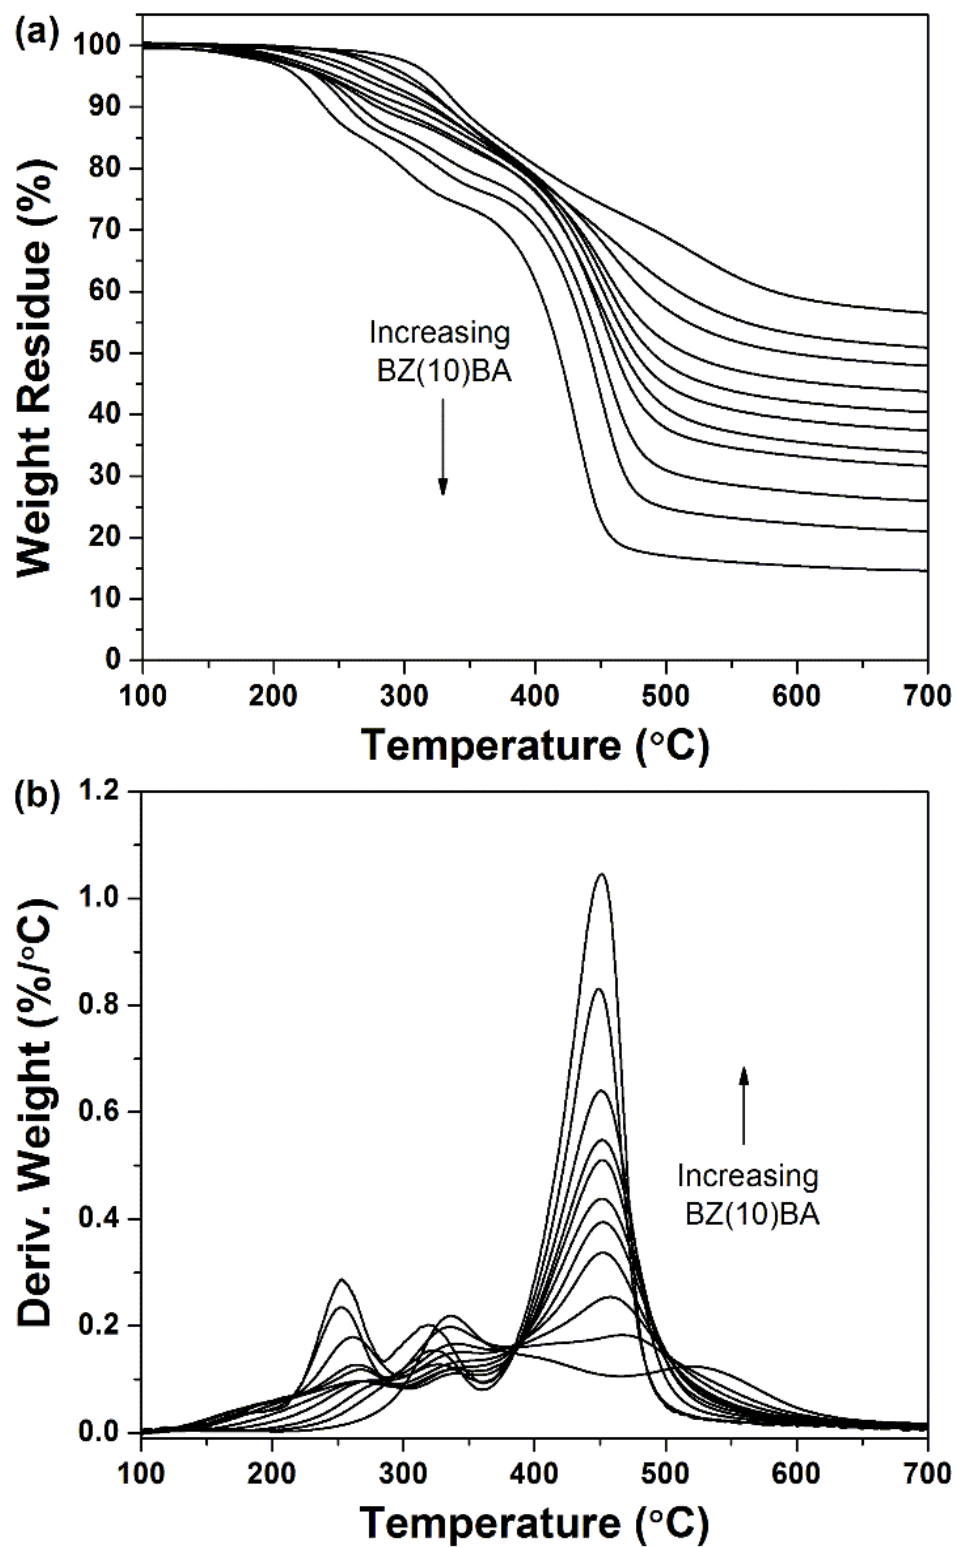 (a)
100
90
80
70
60
50
40
30
20
10
0
Weight Residue (%)
Increasing
BZ(10)BA
100 200 300 400 500 600 700
Temperature (°C)
(b)
1.2
1.0
0.8
0.6
0.4
0.2
0.0
Deriv. Weight (%/°C)
Increasing
BZ(10)BA
100 200 300 400 500 600 700
Temperature (°C)